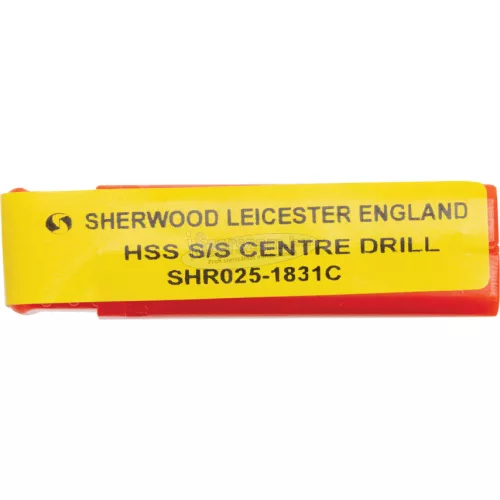 SHERWOOD LEICESTER ENGLAND
HSS S/S CENTRE DRILL
SHR025-1831C